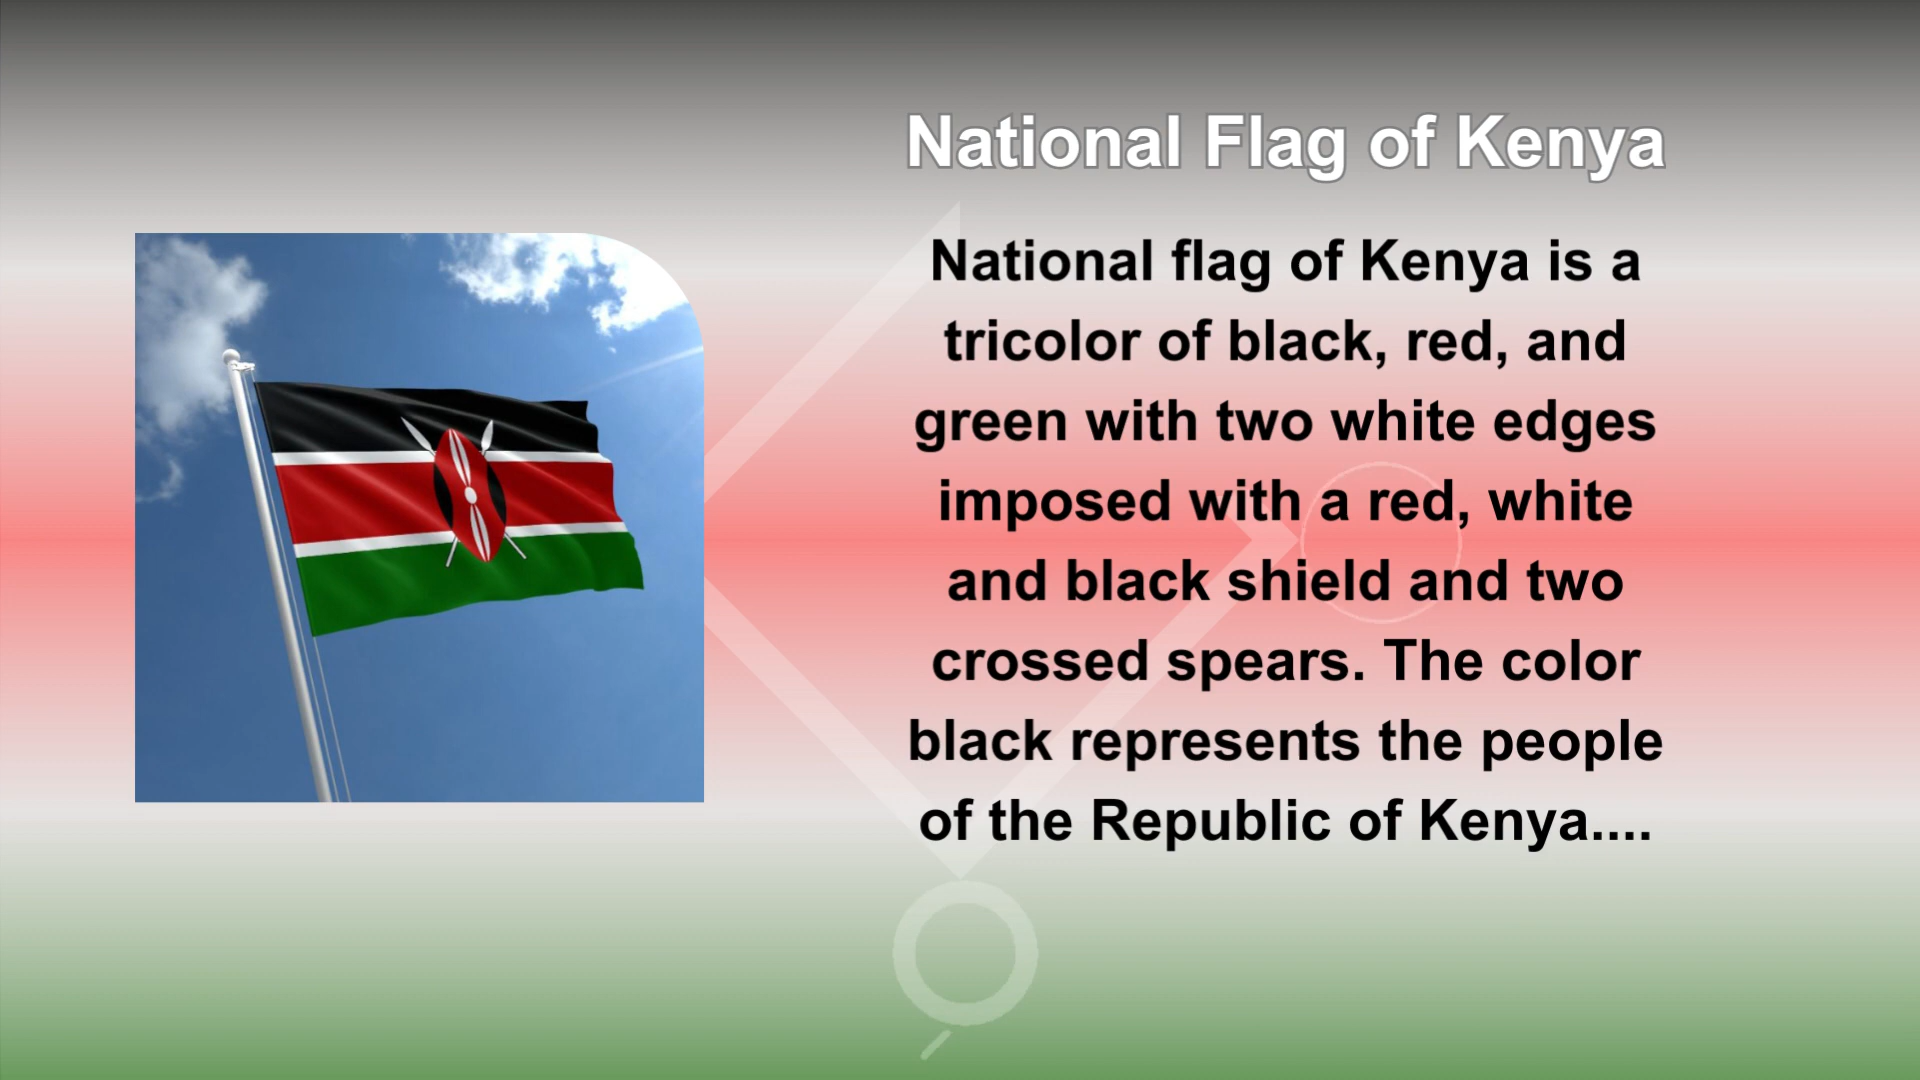 National Flag of Kenya
National flag of Kenya is a
tricolor of black, red, and
green with two white edges
imposed with a red, white
and black shield and two
crossed spears. The color
black represents the people
of the Republic of Kenya....